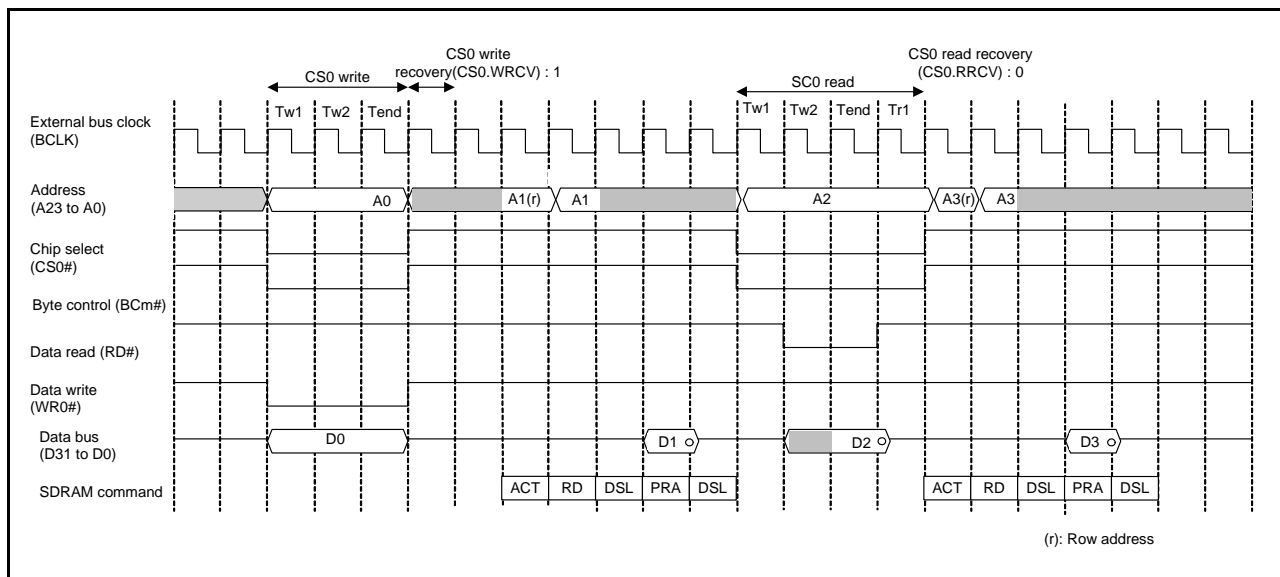 CS0 write
recovery(CS0.WRCV) : 1
CS0 read recovery
(CS0.RRCV) : 0
CS0 write
SC0 read
Tw1 Tw2 Tend
Tw1 Tw2 Tend Tr1
External bus clock
(BCLK)
Address
(A23 to A0)
A0 A1(r) A1 A2 A3(r) A3
Chip select
(CS0#)
Byte control (BCm#)
Data read (RD#)
Data write
(WR0#)
Data bus
(D31 to D0)
D0 D1 D2 D3
SDRAM command
ACT RD DSL PRA DSL
ACT RD DSL PRA DSL
(r): Row address